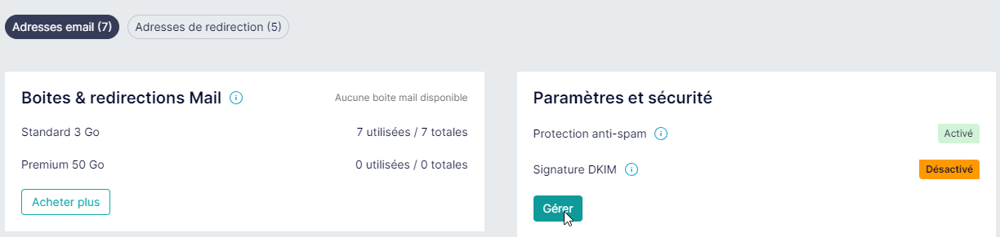 Adresses email (7)
Adresses de redirection (5)
Boites & redirections Mail
Aucune boite mail disponible
Standard 3 Go
7 utilisées / 7 totales
Premium 50 Go
0 utilisées / 0 totales
Acheter plus
Paramètres et sécurité
Protection anti-spam
Activé
Signature DKIM
Désactivé
Gérer